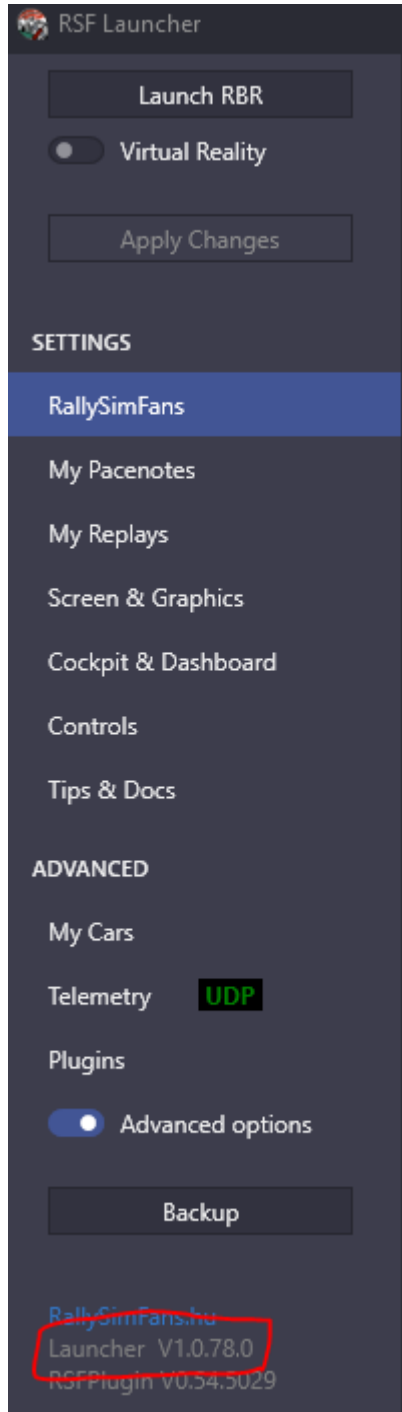 RSF Launcher
Launch RBR
Virtual Reality
Apply Changes
SETTINGS
RallySimFans
My Pacenotes
My Replays
Screen & Graphics
Cockpit & Dashboard
Controls
Tips & Docs
ADVANCED
My Cars
Telemetry UDP
Plugins
Advanced options
Backup
RallySimFans.hu
Launcher V1.0.78.0
RSFPlugin V0.54.5029